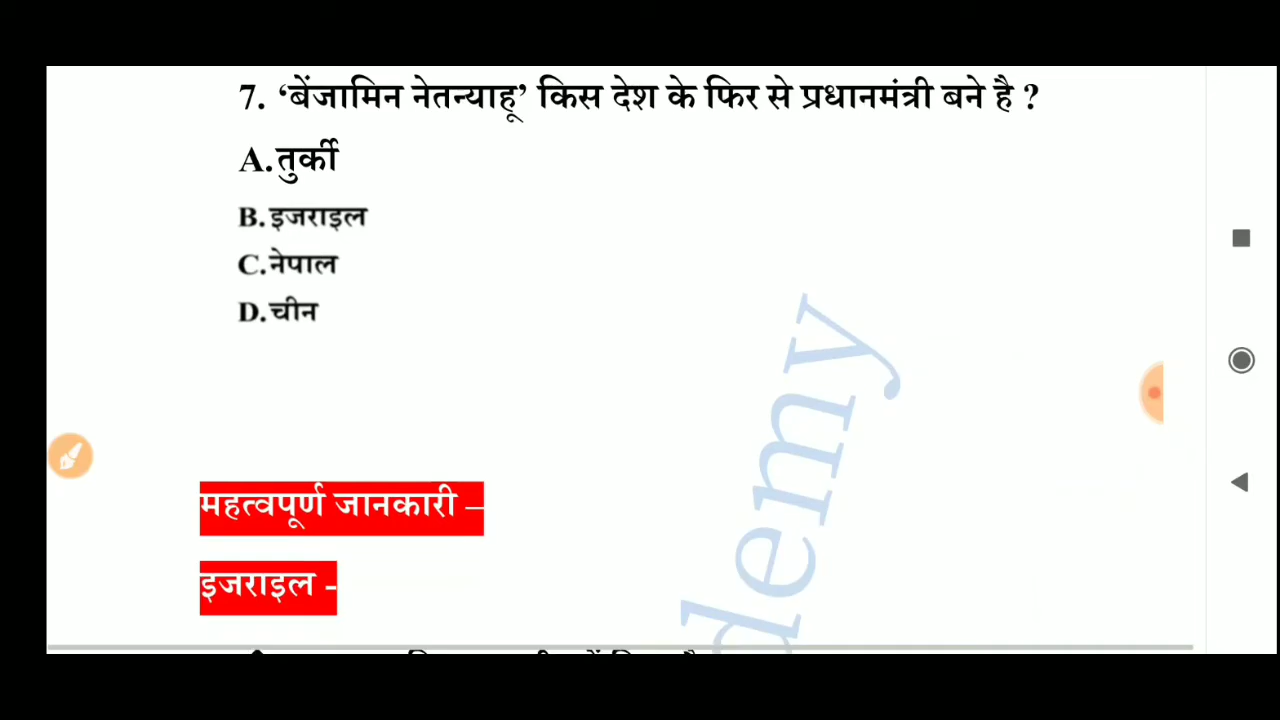 7. ‘बेंजामिन नेतन्याहू’ किस देश के फिर से प्रधानमंत्री बने है ?
A.तुर्की
B.इजराइल
C.नेपाल
D.चीन
महत्वपूर्ण जानकारी –
इजराइल -
demy